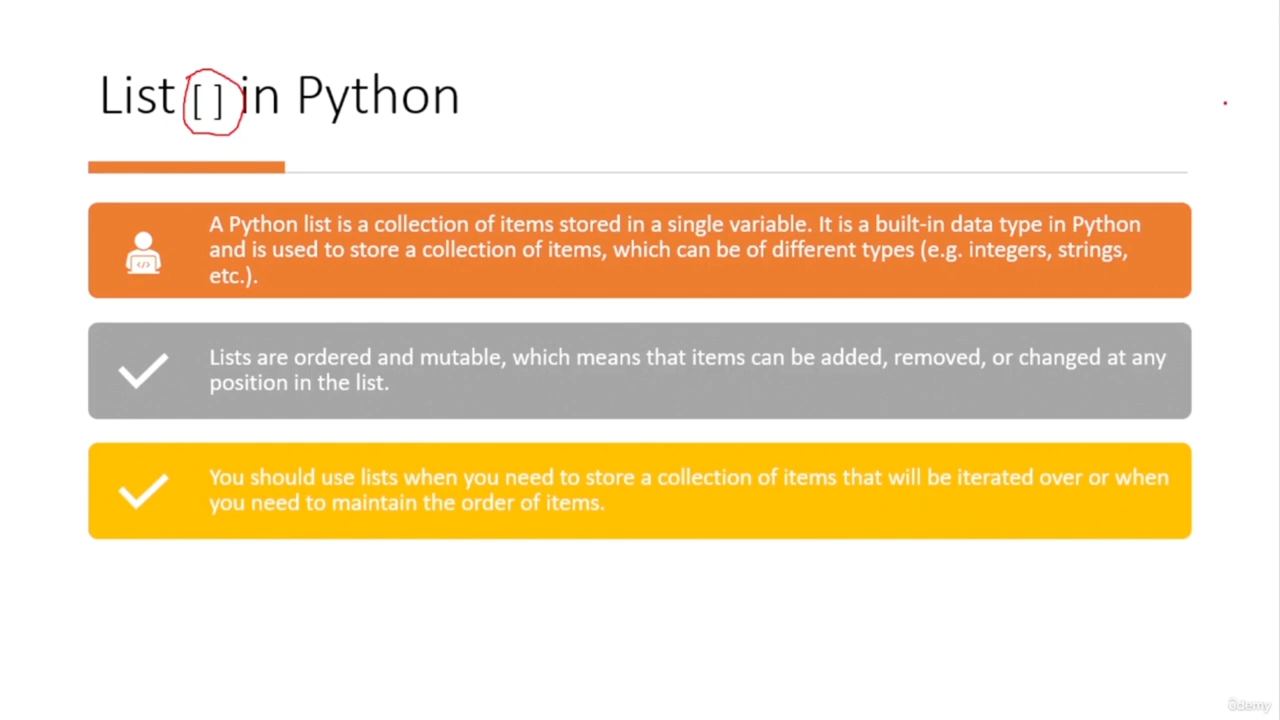 List [ ] in Python
A Python list is a collection of items stored in a single variable. It is a built-in data type in Python
and is used to store a collection of items, which can be of different types (e.g. integers, strings,
etc.).
Lists are ordered and mutable, which means that items can be added, removed, or changed at any
position in the list.
You should use lists when you need to store a collection of items that will be iterated over or when
you need to maintain the order of items.
ûdemy